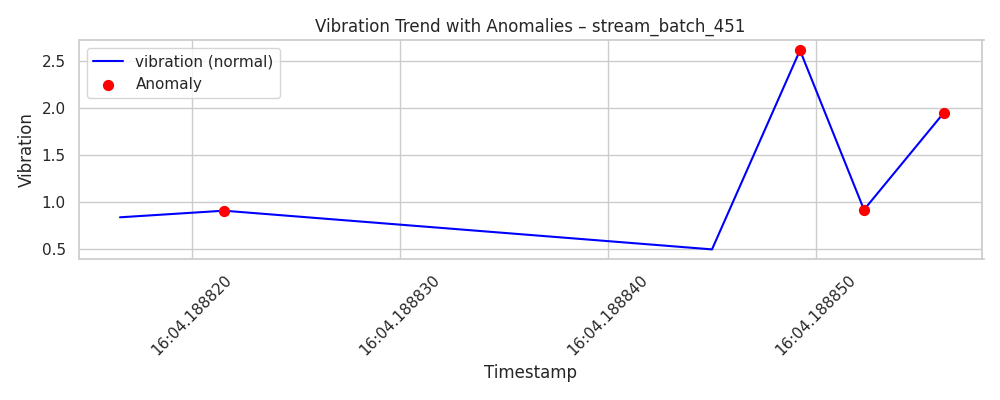 Vibration Trend with Anomalies – stream_batch_451
vibration (normal)
Anomaly
Vibration
2.5
2.0
1.5
1.0
0.5
16:04.188820
16:04.188830
16:04.188840
16:04.188850
Timestamp